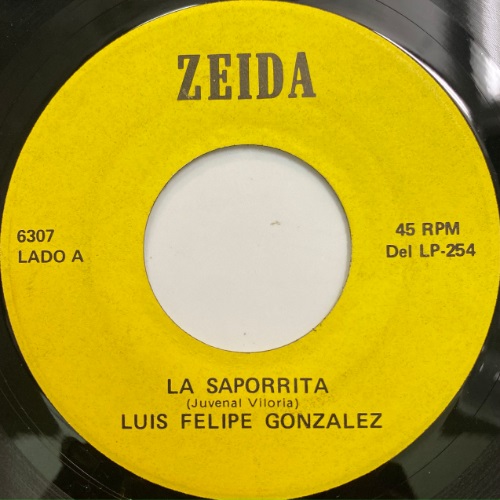 ZEIDA
6307
LADO A
45 RPM
Del LP-254
LA SAPORRITA
(Juvenal Viloria)
LUIS FELIPE GONZALEZ